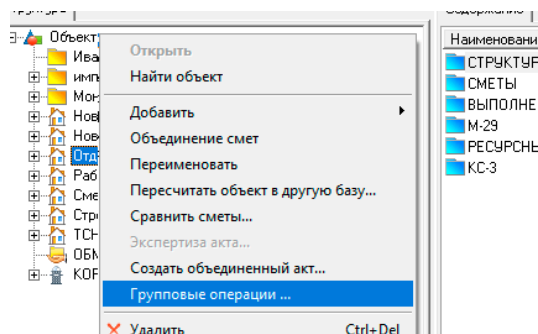 Содержание
Объект
Наименовани
Ива
имп
Мон
Нов
Нов
Отд
Раб
Сме
Стр
ТСН
ОБМ
КОР
Открыть
Найти объект
Добавить
Объединение смет
Переименовать
Пересчитать объект в другую базу...
Сравнить сметы...
Экспертиза акта...
Создать объединенный акт...
Групповые операции ...
Удалить Ctrl+Del
СТРУКТУР
СМЕТЫ
ВЫПОЛНЕ
М-29
РЕСУРСНЬ
КС-3